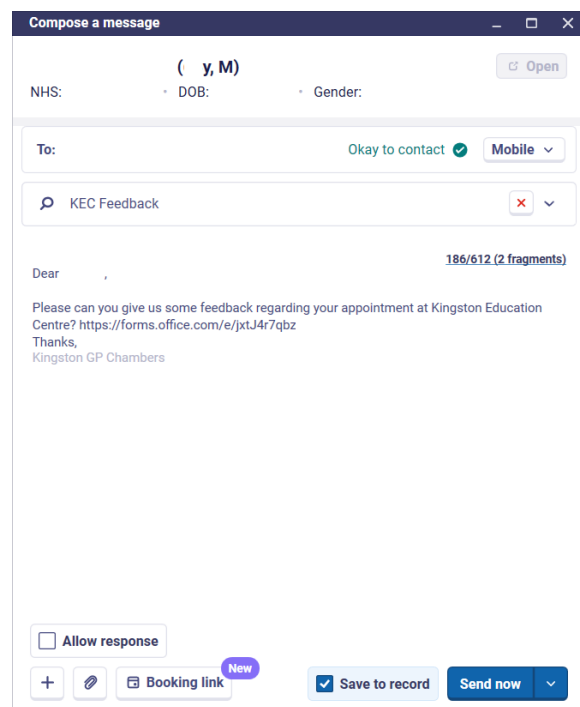 Compose a message
( y, M)
Open
NHS: • DOB: • Gender:
To: Okay to contact Mobile
KEC Feedback
186/612 (2 fragments)
Dear ,
Please can you give us some feedback regarding your appointment at Kingston Education
Centre? https://forms.office.com/e/jxtJ4r7qbz
Thanks,
Kingston GP Chambers
Allow response
New
Booking link
Save to record
Send now